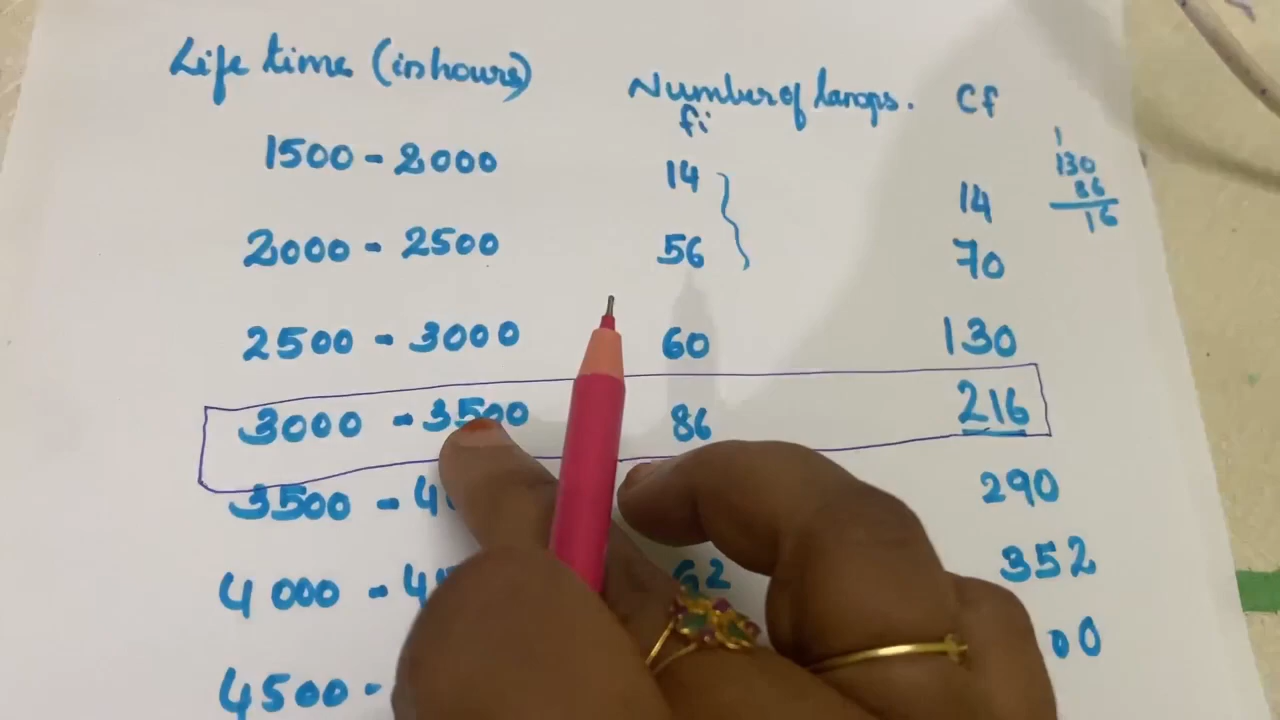 Life time (in hours) Number of lamps. Cf
fi
1500 - 2000 14 14
2000 - 2500 56 70
2500 - 3000 60 130
3000 - 3500 86 216
3500 - 290
4000 - 62 352
4500 -
1
130
86
16